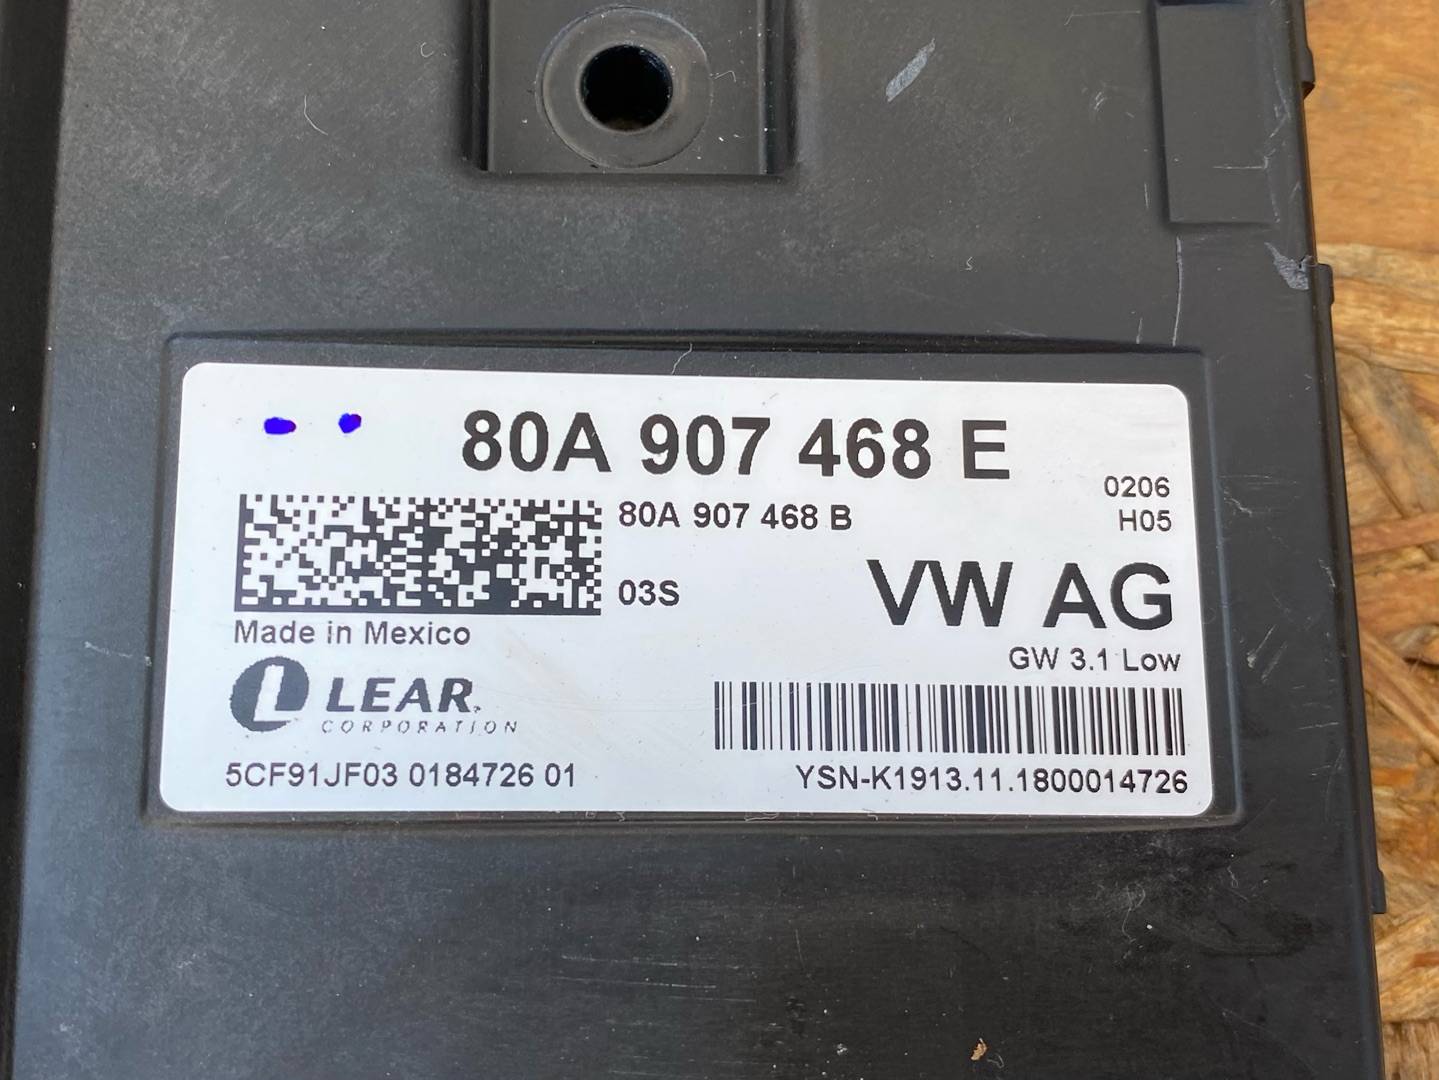 80A 907 468 E
0206
80A 907 468 B
H05
03S
VW AG
Made in Mexico
GW 3.1 Low
L LEAR.
CORPORATION
5CF91JF03 0184726 01
YSN-K1913.11.1800014726